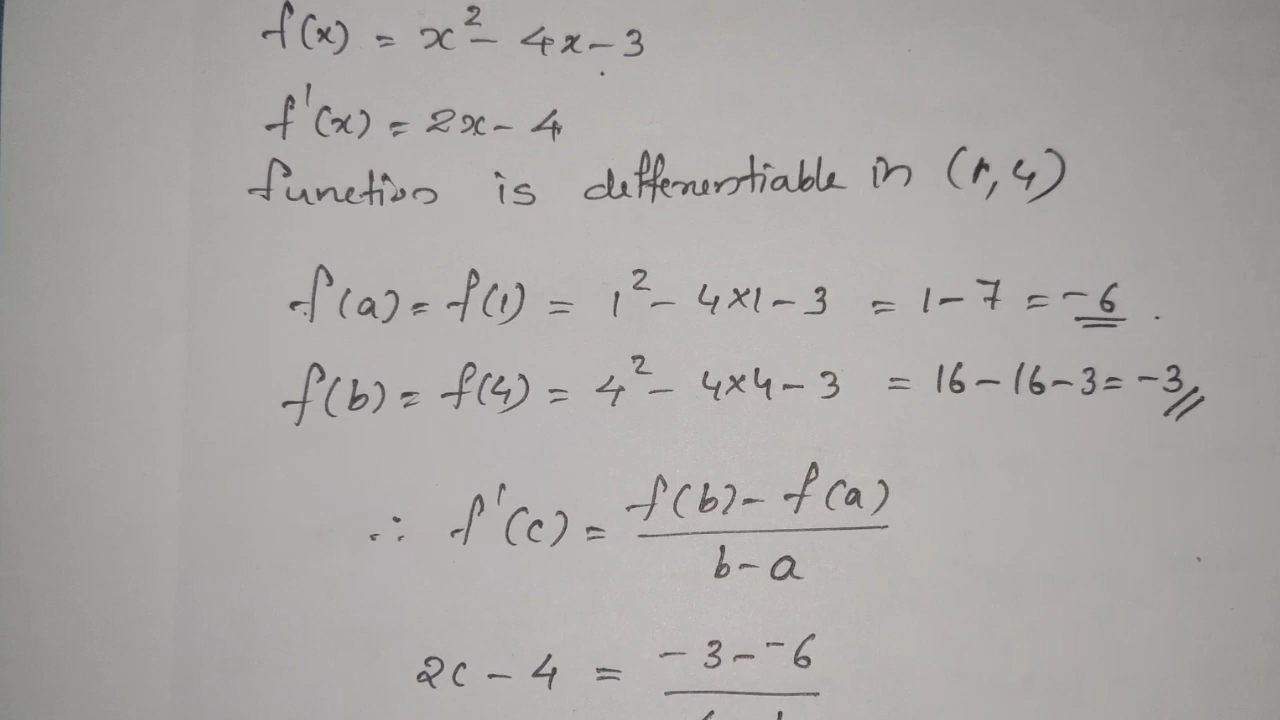 f(x) = x² - 4x - 3
f'(x) = 2x - 4
function is differentiable in (1, 4)
f(a) = f(1) = 1² - 4×1 - 3 = 1 - 7 = -6.
f(b) = f(4) = 4² - 4×4 - 3 = 16 - 16 - 3 = -3//
∴ f'(c) = f(b) - f(a)
b - a
2c - 4 = -3 - -6